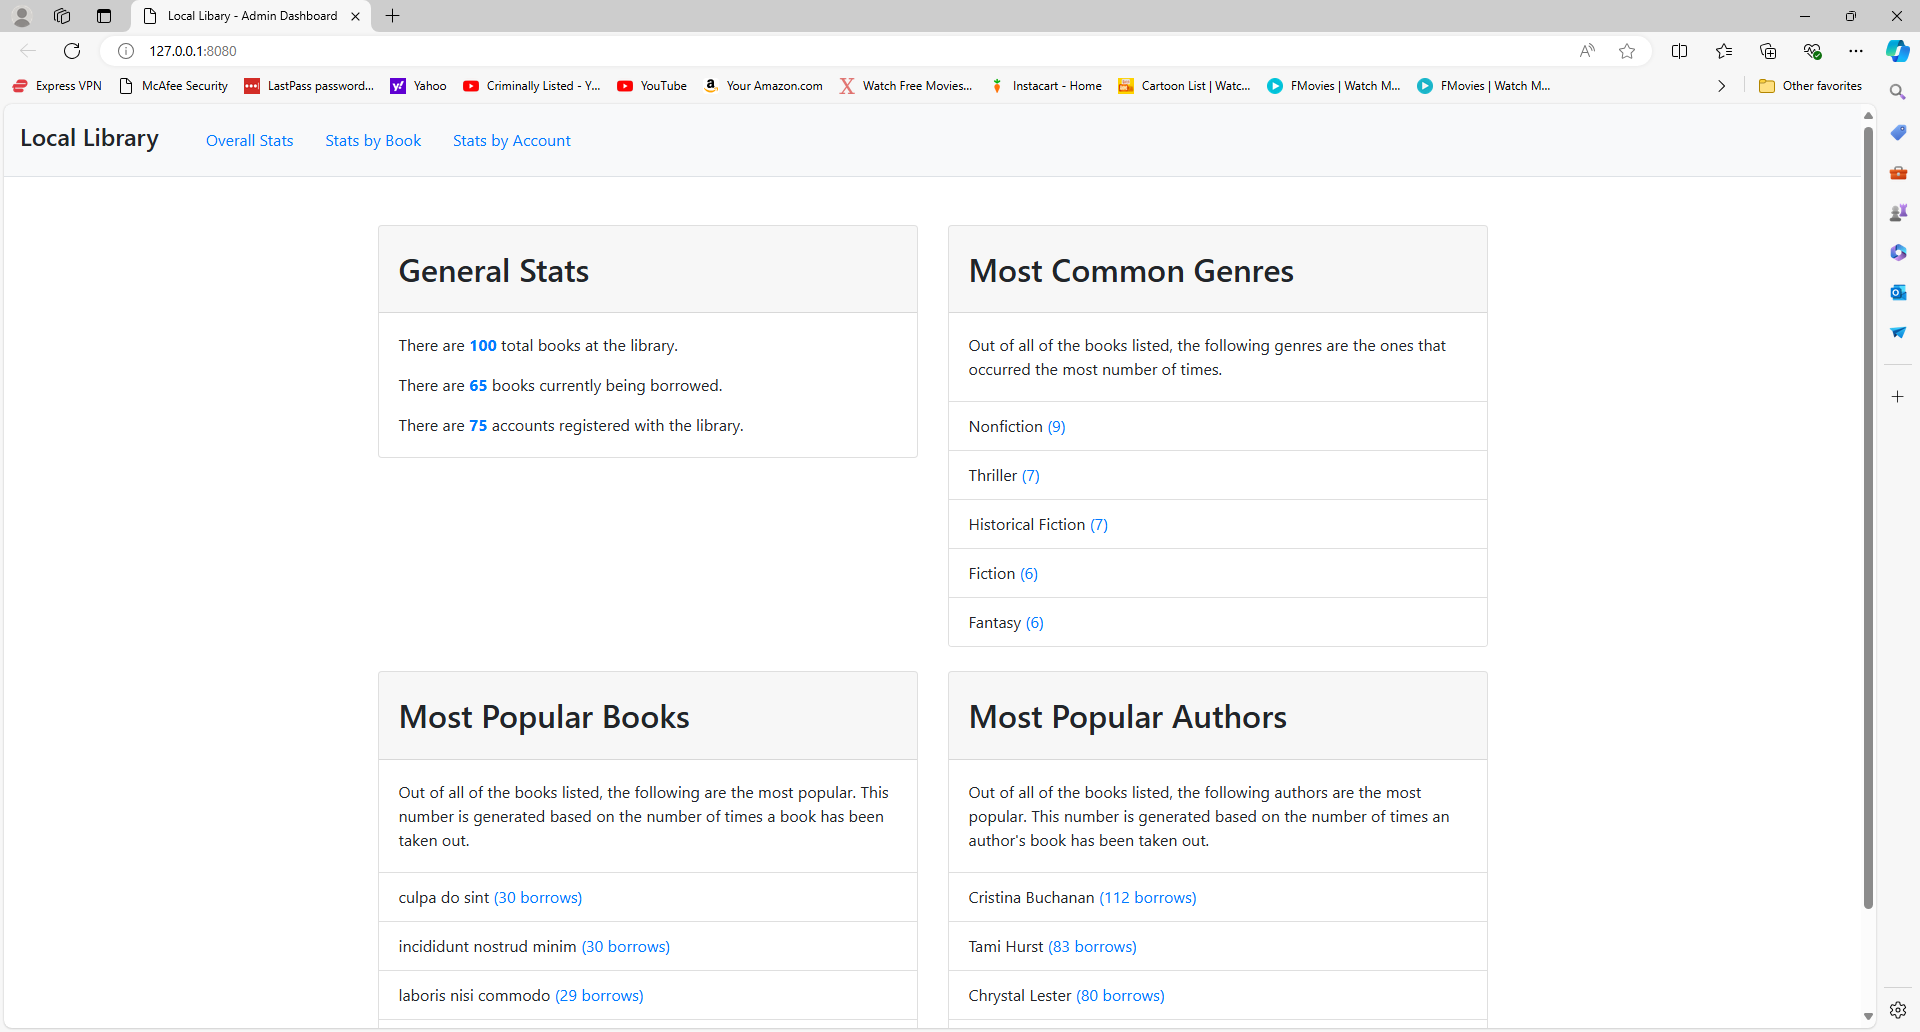 Local Libary - Admin Dashboard
127.0.0.1:8080
Express VPN
McAfee Security
LastPass password...
Yahoo
Criminally Listed - Y...
YouTube
Your Amazon.com
Watch Free Movies...
Instacart - Home
Cartoon List | Watc...
FMovies | Watch M...
FMovies | Watch M...
Other favorites
Local Library
Overall Stats
Stats by Book
Stats by Account
General Stats
There are 100 total books at the library.
There are 65 books currently being borrowed.
There are 75 accounts registered with the library.
Most Common Genres
Out of all of the books listed, the following genres are the ones that
occurred the most number of times.
Nonfiction (9)
Thriller (7)
Historical Fiction (7)
Fiction (6)
Fantasy (6)
Most Popular Books
Out of all of the books listed, the following are the most popular. This
number is generated based on the number of times a book has been
taken out.
culpa do sint (30 borrows)
incididunt nostrud minim (30 borrows)
laboris nisi commodo (29 borrows)
Most Popular Authors
Out of all of the books listed, the following authors are the most
popular. This number is generated based on the number of times an
author's book has been taken out.
Cristina Buchanan (112 borrows)
Tami Hurst (83 borrows)
Chrystal Lester (80 borrows)